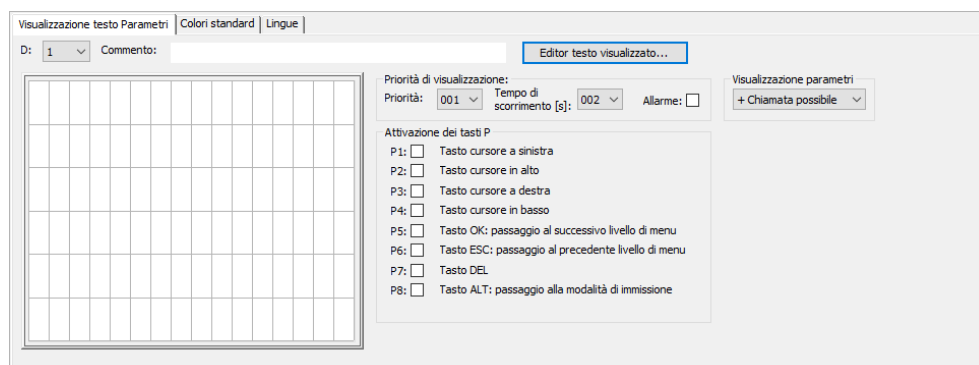 Visualizzazione testo Parametri Colori standard Lingue
D: 1 Commento: Editor testo visualizzato...
Priorità di visualizzazione:
Priorità: 001 Tempo di scorrimento [s]: 002 Allarme:
Visualizzazione parametri
+ Chiamata possibile
Attivazione dei tasti P
P1: Tasto cursore a sinistra
P2: Tasto cursore in alto
P3: Tasto cursore a destra
P4: Tasto cursore in basso
P5: Tasto OK: passaggio al successivo livello di menu
P6: Tasto ESC: passaggio al precedente livello di menu
P7: Tasto DEL
P8: Tasto ALT: passaggio alla modalità di immissione